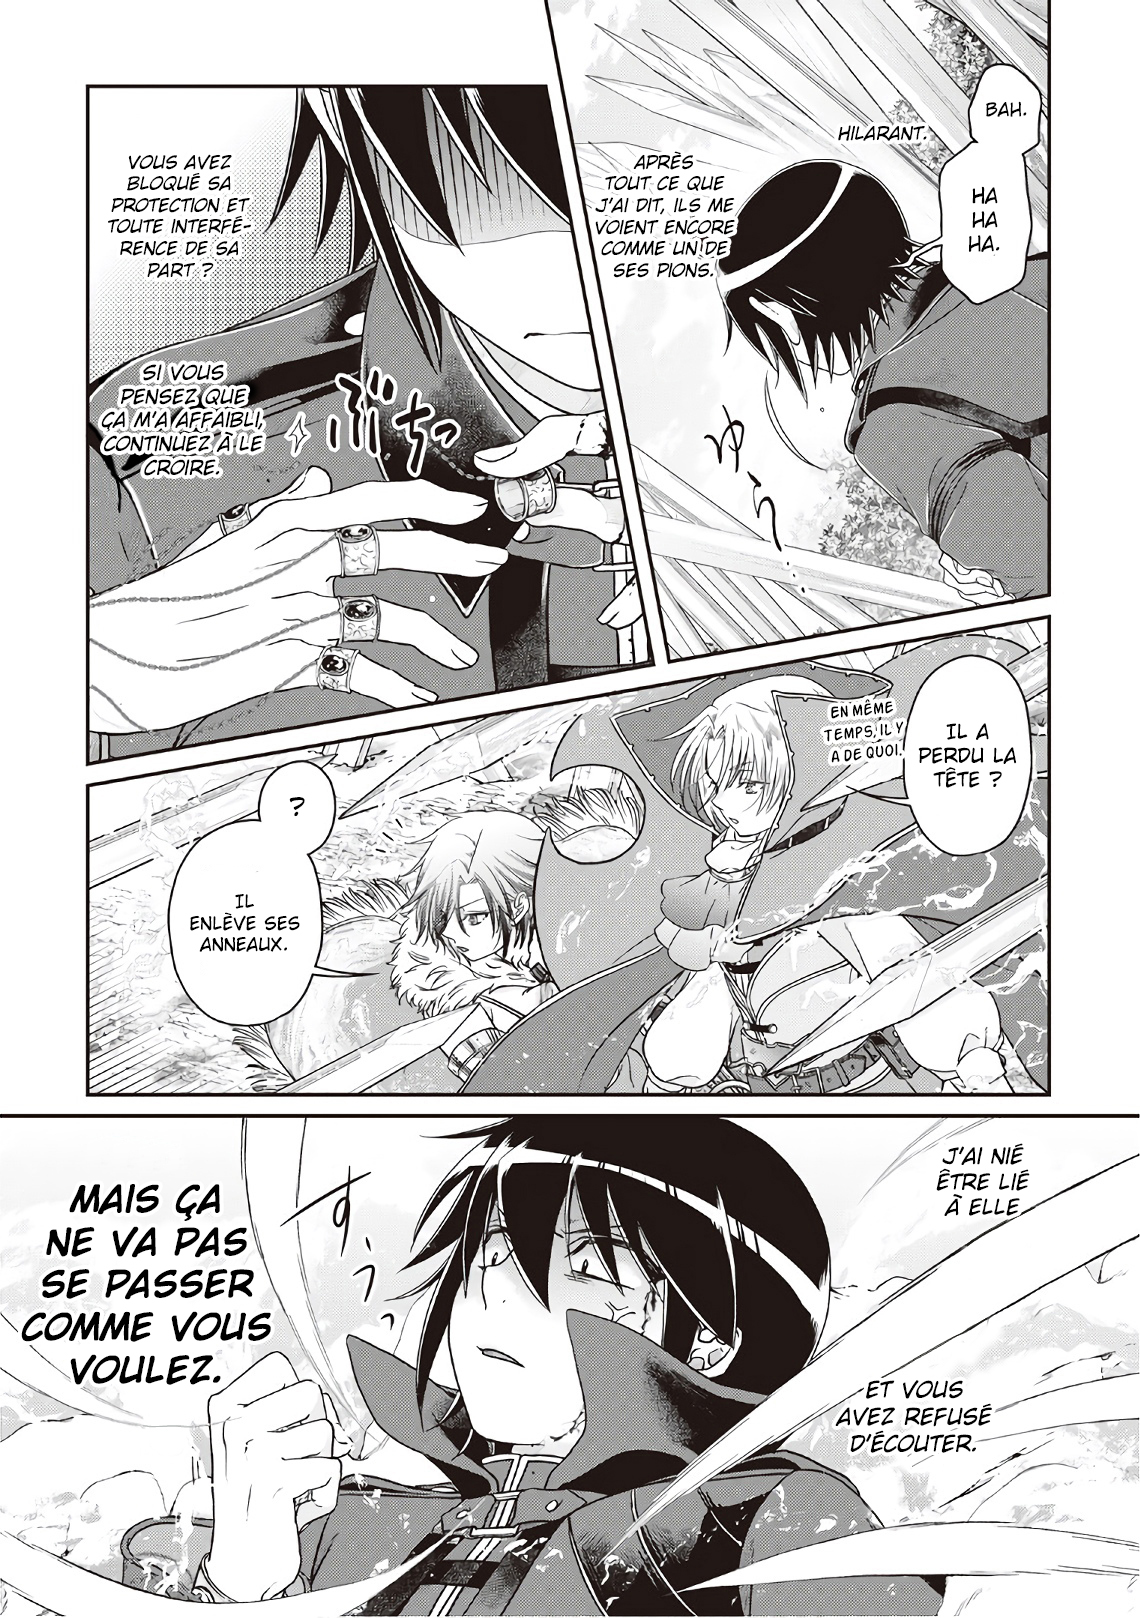 BAH.
HA
HA
HA.
HILARANT.
APRÈS
TOUT CE QUE
J'AI DIT, ILS ME
VOIENT ENCORE
COMME UN DE
SES PIONS.
ゆらっ
VOUS AVEZ
BLOQUÉ SA
PROTECTION ET
TOUTE INTERFÉ-
RENCE DE SA
PART ?
SI VOUS
PENSEZ QUE
ÇA M'A AFFAIBLI,
CONTINUEZ À LE
CROIRE.
ぶちっ
IL A
PERDU LA
TÊTE ?
EN MÊME
TEMPS, IL Y
A DE QUOI.
?
IL
ENLÈVE SES
ANNEAUX.
J'AI NIÉ
ÊTRE LIÉ
À ELLE
ET VOUS
AVEZ REFUSÉ
D'ÉCOUTER.
すぅ
MAIS ÇA
NE VA PAS
SE PASSER
COMME VOUS
VOULEZ.